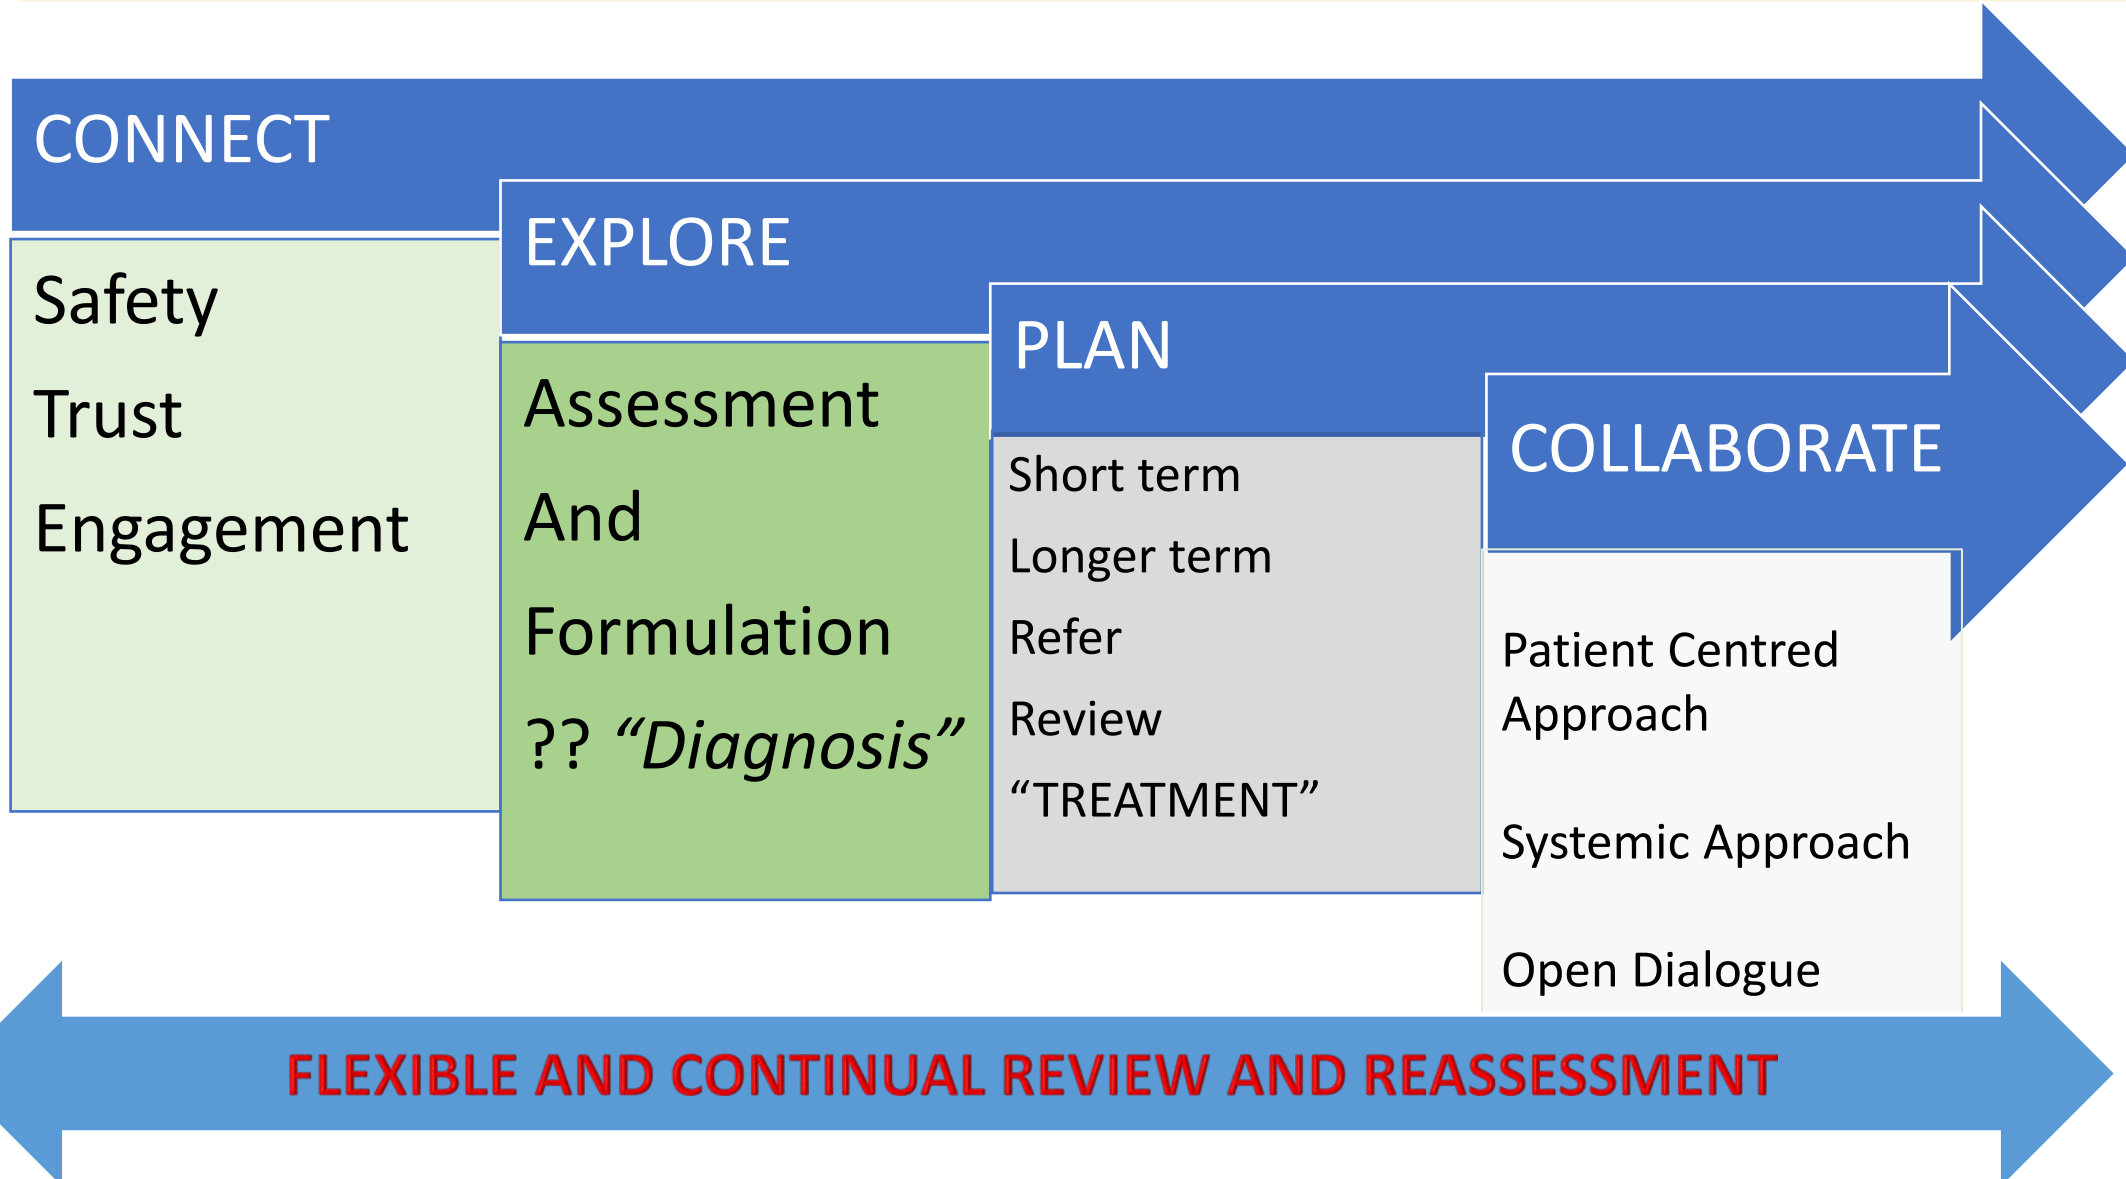 CONNECT
Safety
Trust
Engagement
EXPLORE
Assessment
And
Formulation
?? “Diagnosis”
PLAN
Short term
Longer term
Refer
Review
“TREATMENT”
COLLABORATE
Patient Centred
Approach
Systemic Approach
Open Dialogue
FLEXIBLE AND CONTINUAL REVIEW AND REASSESSMENT